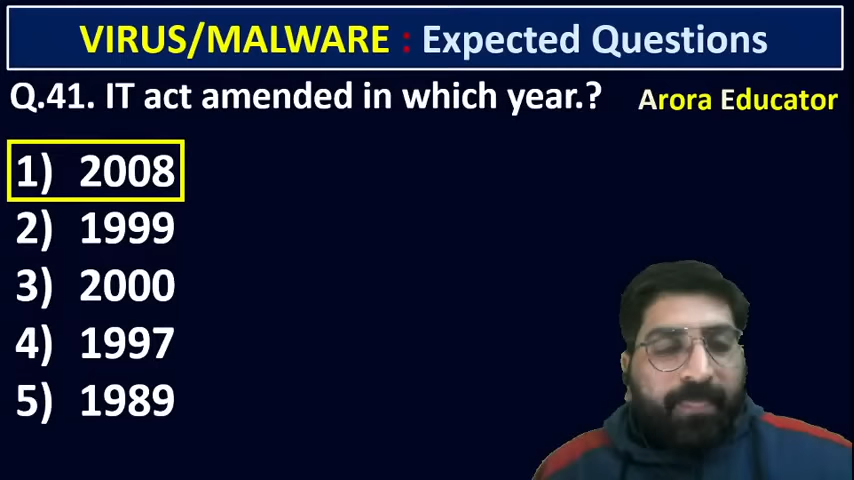 VIRUS/MALWARE : Expected Questions
Q.41. IT act amended in which year.? Arora Educator
1) 2008
2) 1999
3) 2000
4) 1997
5) 1989